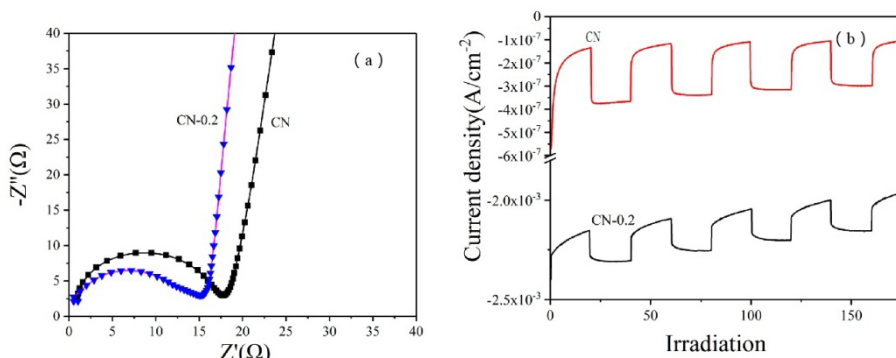 40
35
30
25
20
15
10
5
0
-Z''(Ω)
( a )
CN-0.2
CN
0 5 10 15 20 25 30 35 40
Z'(Ω)
0
-1x10-7
-2x10-7
-3x10-7
-4x10-7
-5x10-7
-6x10-7
-2.0x10-3
-2.5x10-3
Current density(A/cm-2)
CN
( b )
CN-0.2
0 50 100 150
Irradiation